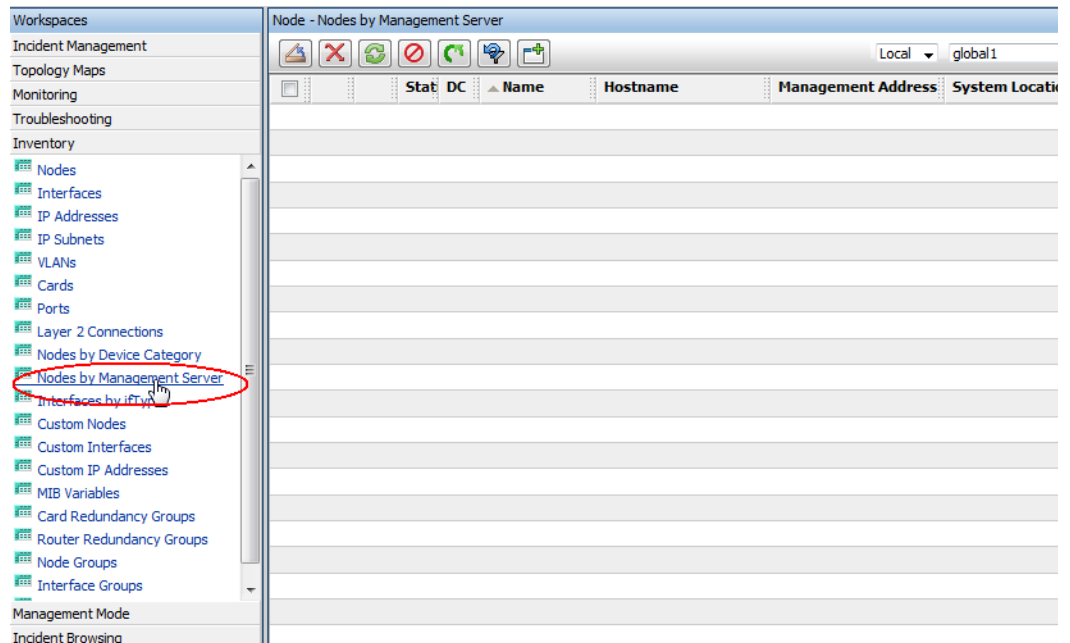 Workspaces
Incident Management
Topology Maps
Monitoring
Troubleshooting
Inventory
Nodes
Interfaces
IP Addresses
IP Subnets
VLANs
Cards
Ports
Layer 2 Connections
Nodes by Device Category
Nodes by Management Server
Interfaces by ifTyp
Custom Nodes
Custom Interfaces
Custom IP Addresses
MIB Variables
Card Redundancy Groups
Router Redundancy Groups
Node Groups
Interface Groups
Management Mode
Incident Browsing
Node - Nodes by Management Server
Local global1
Stat DC Name Hostname Management Address System Locati